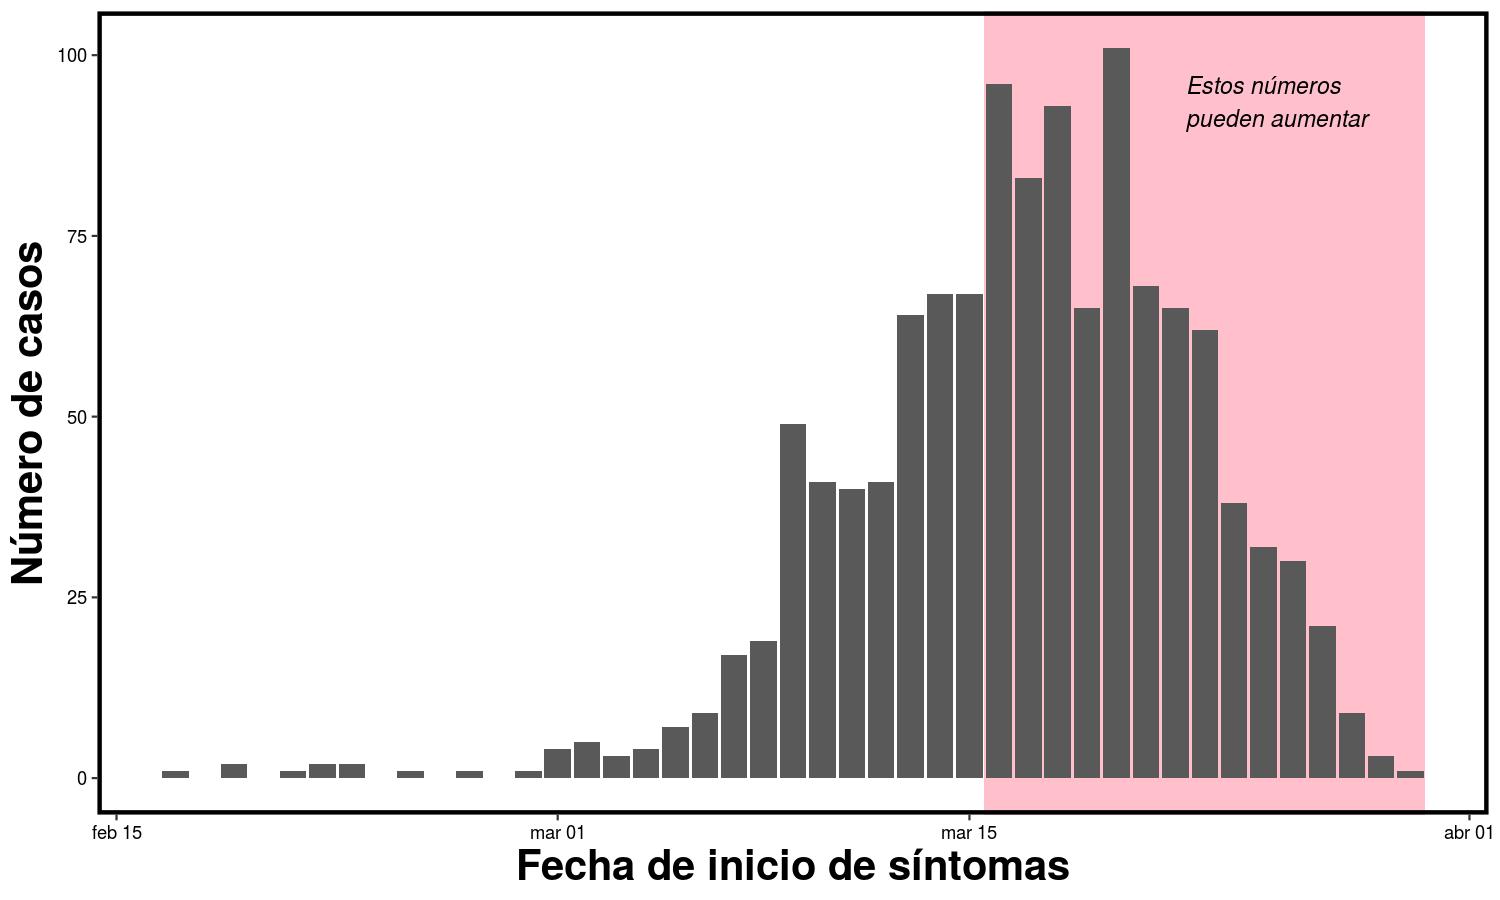 100
75
50
25
0
Número de casos
Estos números
pueden aumentar
feb 15
mar 01
mar 15
abr 01
Fecha de inicio de síntomas